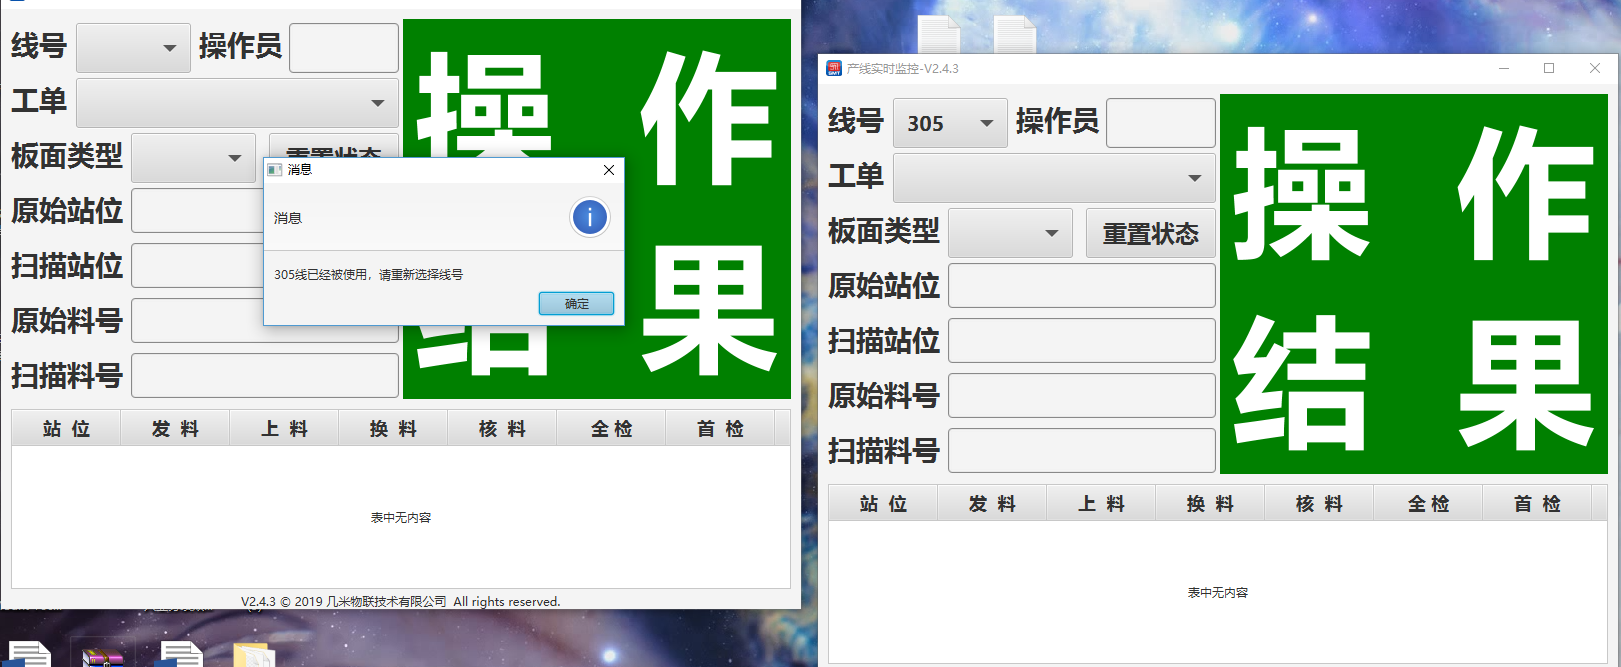 线号
操作员
工单
板面类型
重置状态
原始站位
扫描站位
原始料号
扫描料号
操 作
结 果
消息
消息
305线已经被使用，请重新选择线号
确定
站 位 发 料 上 料 换 料 核 料 全 检 首 检
表中无内容
V2.4.3 © 2019 几米物联技术有限公司 All rights reserved.
产线实时监控-V2.4.3
线号 305 操作员
工单
板面类型 重置状态
原始站位
扫描站位
原始料号
扫描料号
操 作
结 果
站 位 发 料 上 料 换 料 核 料 全 检 首 检
表中无内容